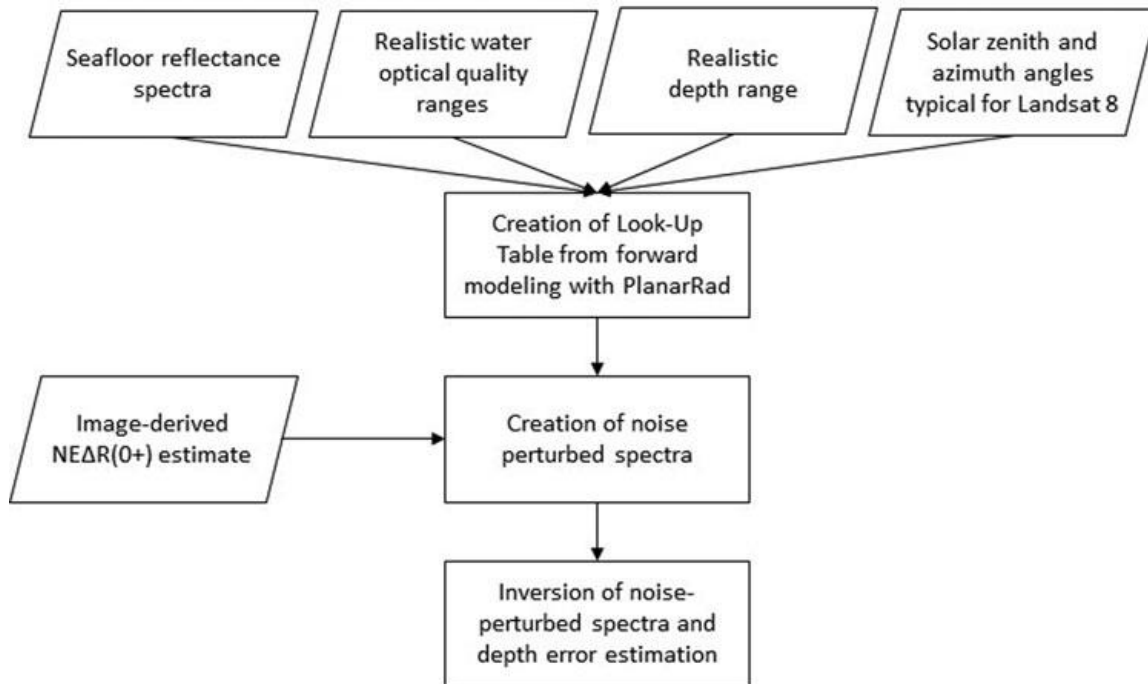 Seafloor reflectance
spectra
Realistic water
optical quality
ranges
Realistic
depth range
Solar zenith and
azimuth angles
typical for Landsat 8
Creation of Look-Up
Table from forward
modeling with PlanarRad
Image-derived
NEΔR(0+) estimate
Creation of noise
perturbed spectra
Inversion of noise-
perturbed spectra and
depth error estimation